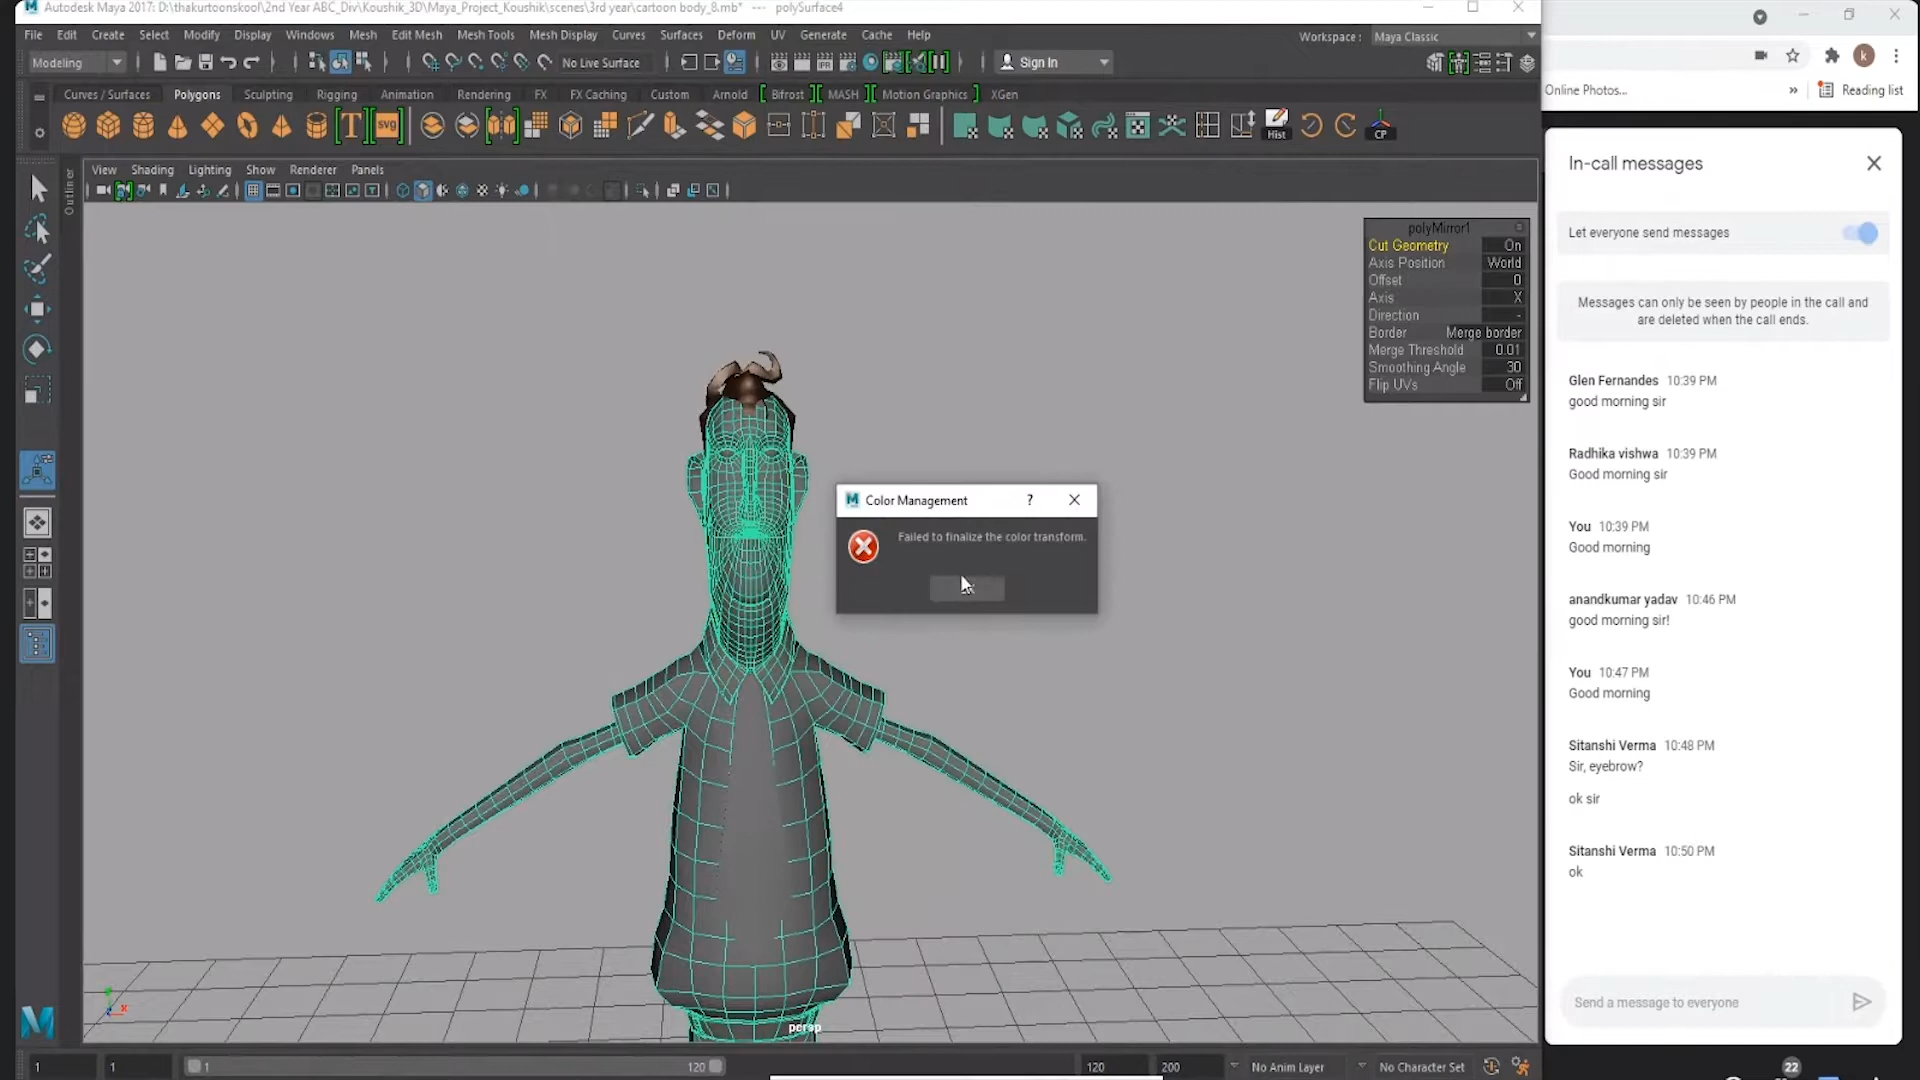 Autodesk Maya 2017: D:\thakurtoonskool\2nd Year ABC_Div\Koushik_3D\Maya_Project_Koushik\scenes\3rd year\cartoon body_8.mb* --- polySurface4
File Edit Create Select Modify Display Windows Mesh Edit Mesh Mesh Tools Mesh Display Curves Surfaces Deform UV Generate Cache Help
Workspace : Maya Classic
Modeling
No Live Surface
Sign In
Curves / Surfaces Polygons Sculpting Rigging Animation Rendering FX FX Caching Custom Arnold Bifrost MASH Motion Graphics XGen
T svg
Hist
CP
Outliner
View Shading Lighting Show Renderer Panels
polyMirror1
Cut Geometry On
Axis Position World
Offset 0
Axis X
Direction -
Border Merge border
Merge Threshold 0.01
Smoothing Angle 30
Flip UVs Off
Color Management ?
Failed to finalize the color transform.
persp
1 1 1 120 120 200 No Anim Layer No Character Set
k
Online Photos... » Reading list
In-call messages
Let everyone send messages
Messages can only be seen by people in the call and
are deleted when the call ends.
Glen Fernandes 10:39 PM
good morning sir
Radhika vishwa 10:39 PM
Good morning sir
You 10:39 PM
Good morning
anandkumar yadav 10:46 PM
good morning sir!
You 10:47 PM
Good morning
Sitanshi Verma 10:48 PM
Sir, eyebrow?
ok sir
Sitanshi Verma 10:50 PM
ok
Send a message to everyone
22